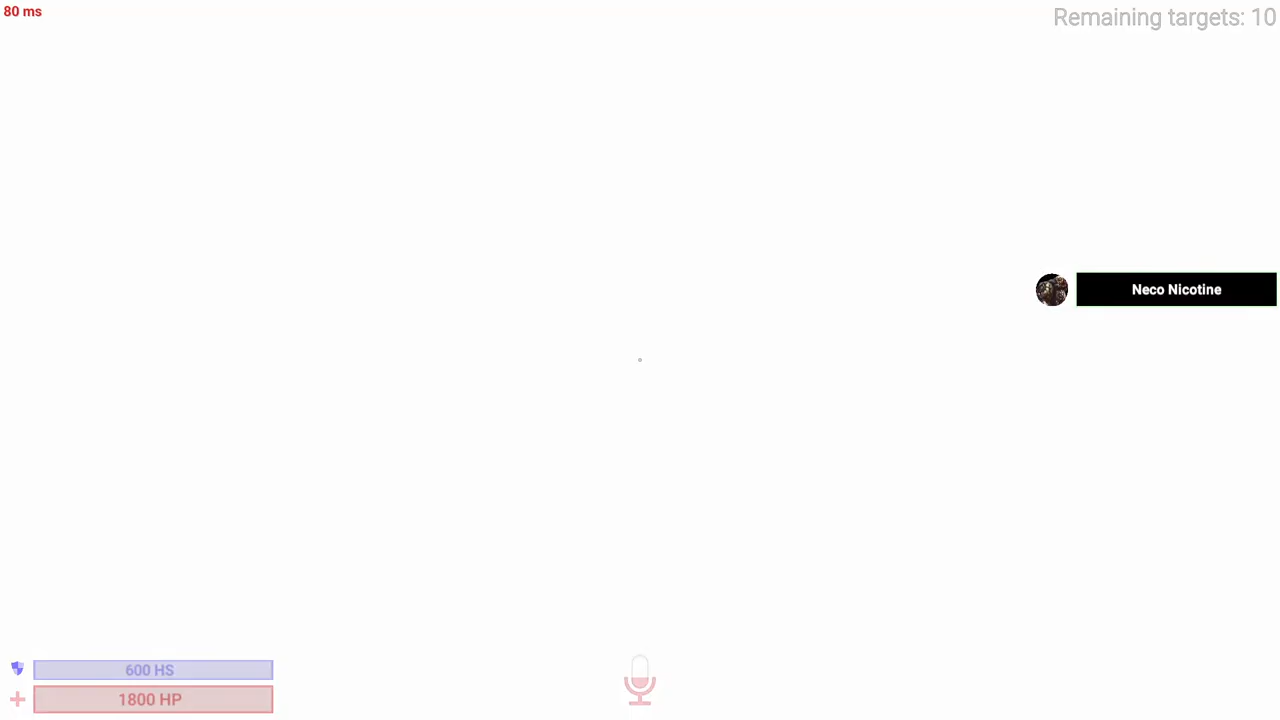 80 ms
Remaining targets: 10
Neco Nicotine
600 HS
1800 HP